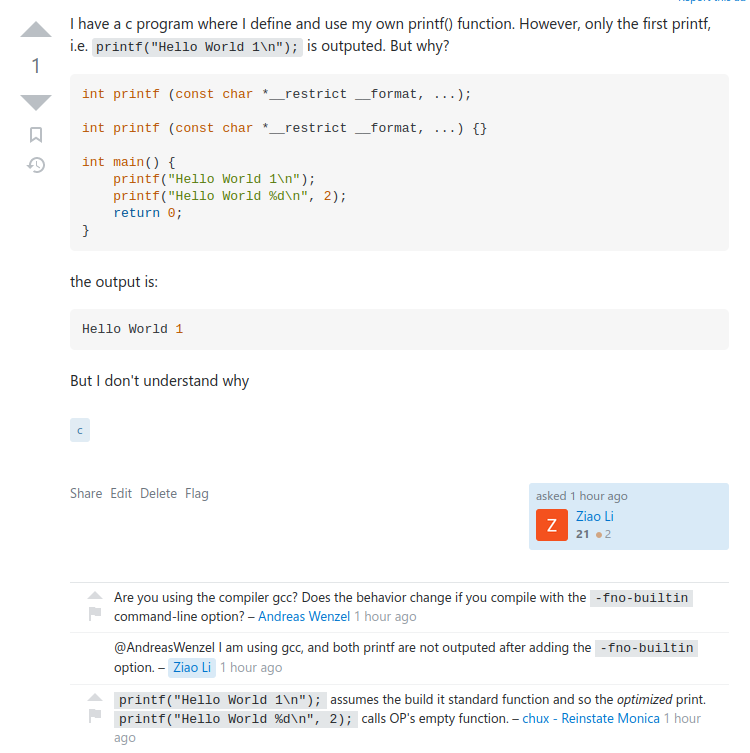 I have a c program where I define and use my own printf() function. However, only the first printf,
i.e. printf("Hello World 1\n"); is outputed. But why?
1
int printf (const char *__restrict __format, ...);
int printf (const char *__restrict __format, ...) {}
int main() {
    printf("Hello World 1\n");
    printf("Hello World %d\n", 2);
    return 0;
}
the output is:
Hello World 1
But I don't understand why
c
Share Edit Delete Flag
asked 1 hour ago
Z
Ziao Li
21 ●2
Are you using the compiler gcc? Does the behavior change if you compile with the -fno-builtin
command-line option? – Andreas Wenzel 1 hour ago
@AndreasWenzel I am using gcc, and both printf are not outputed after adding the -fno-builtin
option. – Ziao Li 1 hour ago
printf("Hello World 1\n"); assumes the build it standard function and so the optimized print.
printf("Hello World %d\n", 2); calls OP's empty function. – chux - Reinstate Monica 1 hour
ago